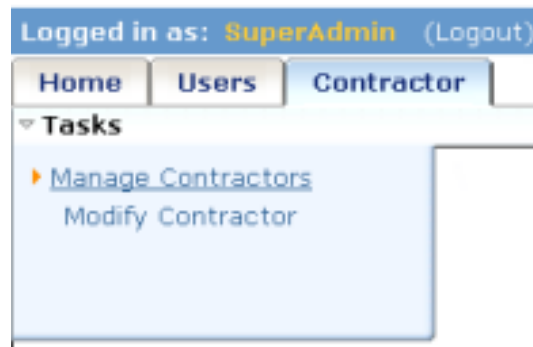 Logged in as: SuperAdmin (Logout)
Home Users Contractor
Tasks
Manage Contractors
Modify Contractor